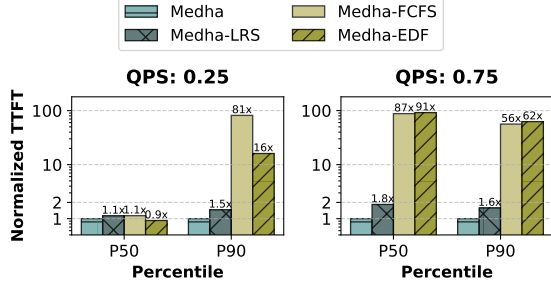 Medha
Medha-FCFS
Medha-LRS
Medha-EDF
QPS: 0.25
QPS: 0.75
Normalized TTFT
100
10
2
1
1.1x
1.1x
0.9x
1.5x
81x
16x
P50
P90
Percentile
100
10
2
1
1.8x
87x
91x
1.6x
56x
62x
P50
P90
Percentile